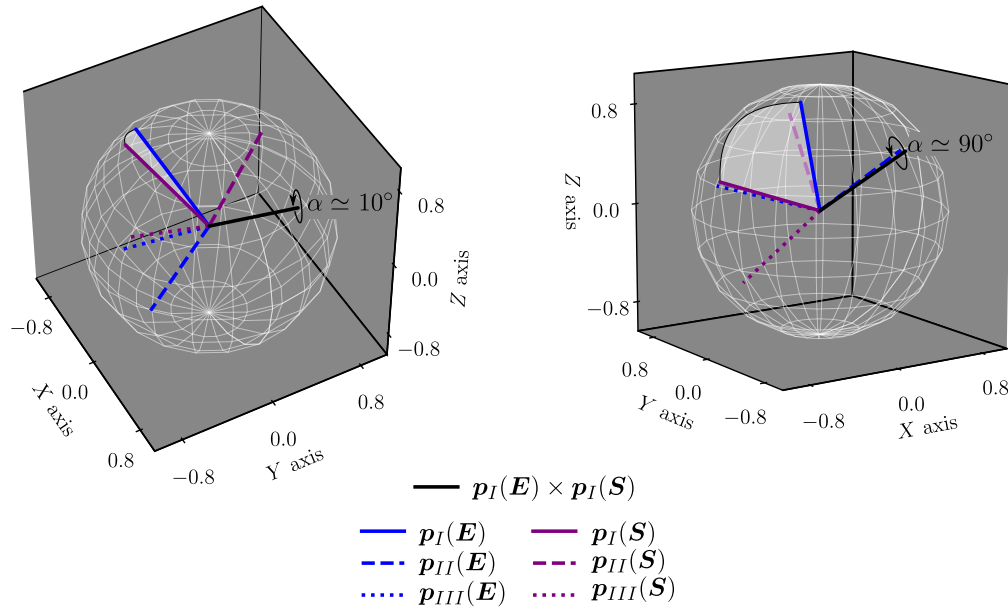 α ≃ 10°
0.8
0.0
−0.8
Z axis
−0.8
0.0
0.8
X axis
−0.8
0.0
0.8
Y axis
0.8
0.0
−0.8
Z axis
α ≃ 90°
0.8
0.0
−0.8
Y axis
−0.8
0.0
0.8
X axis
p_I(E) × p_I(S)
p_I(E) p_I(S)
p_II(E) p_II(S)
p_III(E) p_III(S)